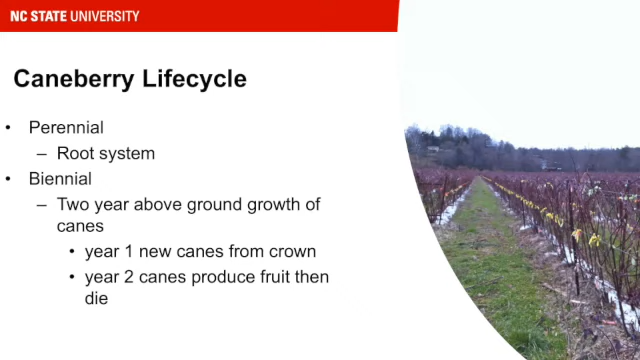 NC STATE UNIVERSITY
Caneberry Lifecycle
• Perennial
– Root system
• Biennial
– Two year above ground growth of
canes
• year 1 new canes from crown
• year 2 canes produce fruit then
die